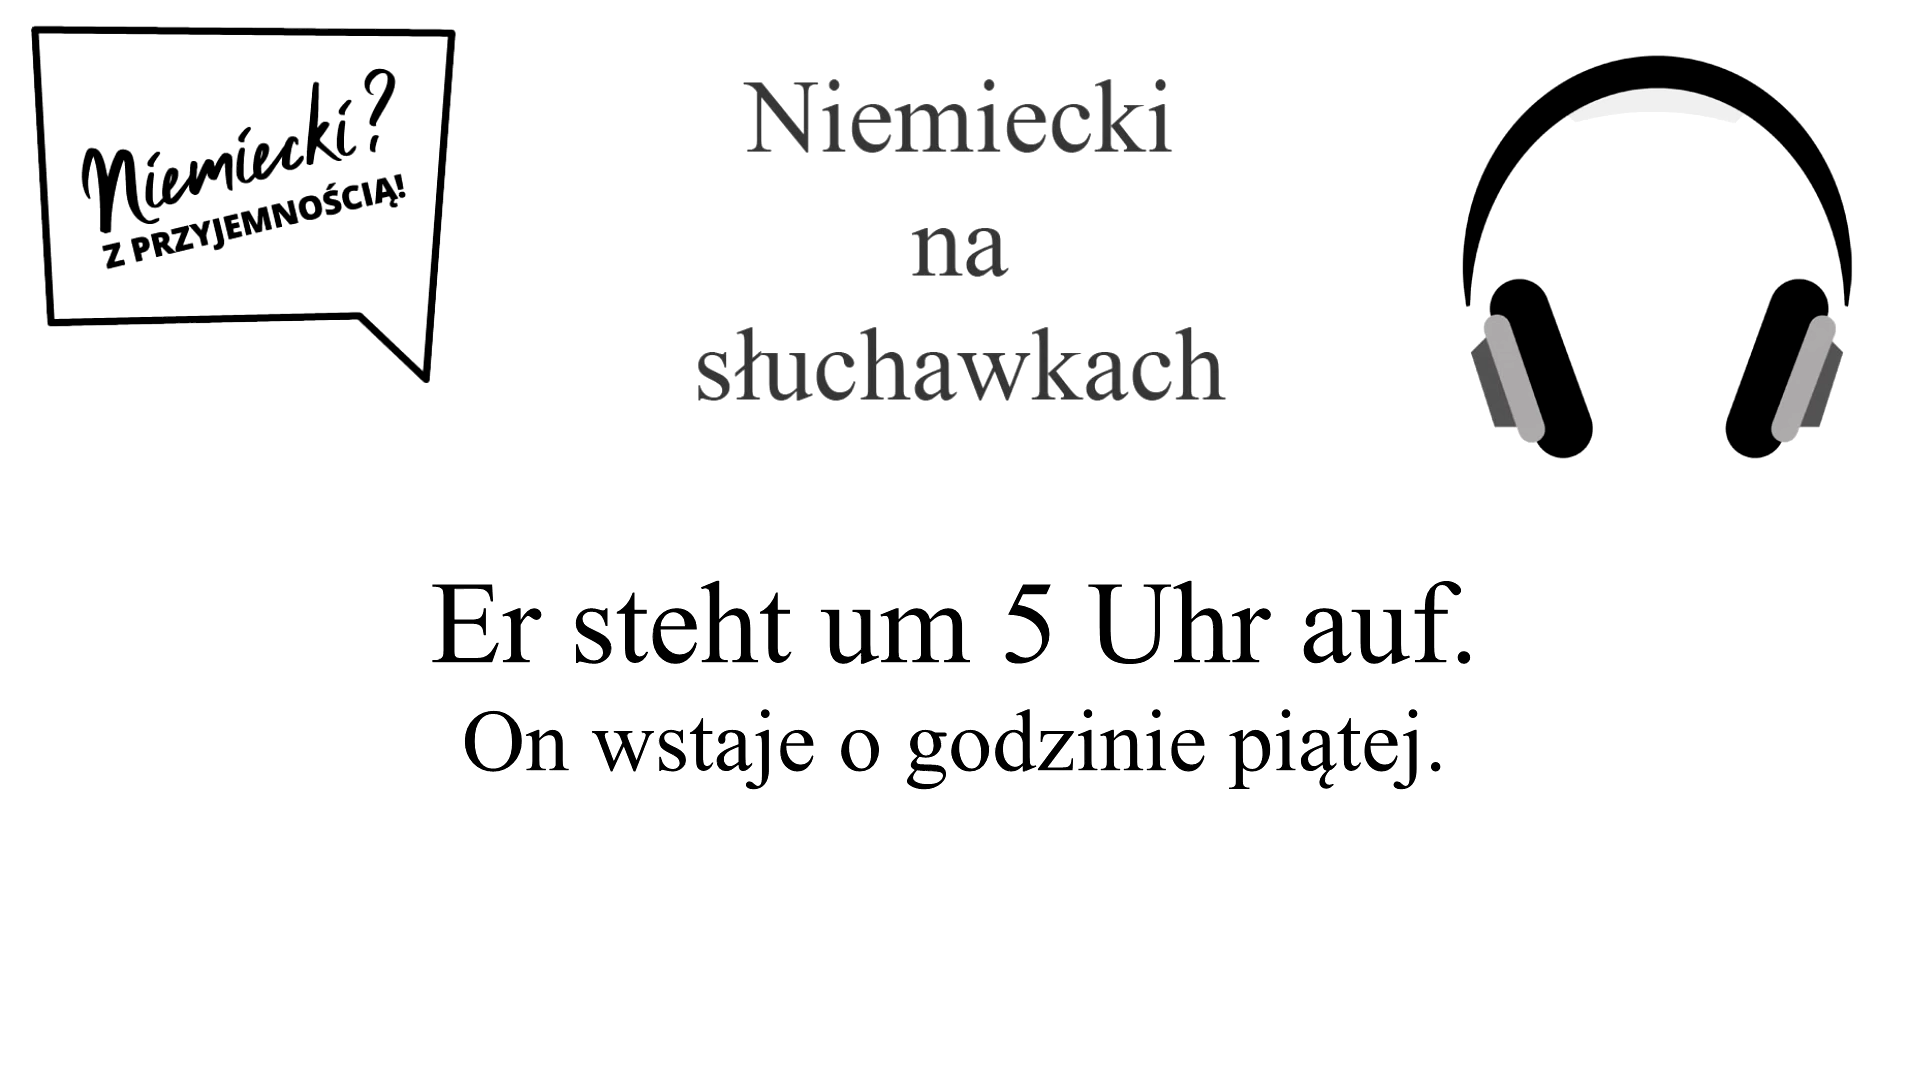 Niemiecki?
Z PRZYJEMNOŚCIĄ!
Niemiecki
na
słuchawkach
Er steht um 5 Uhr auf.
On wstaje o godzinie piątej.